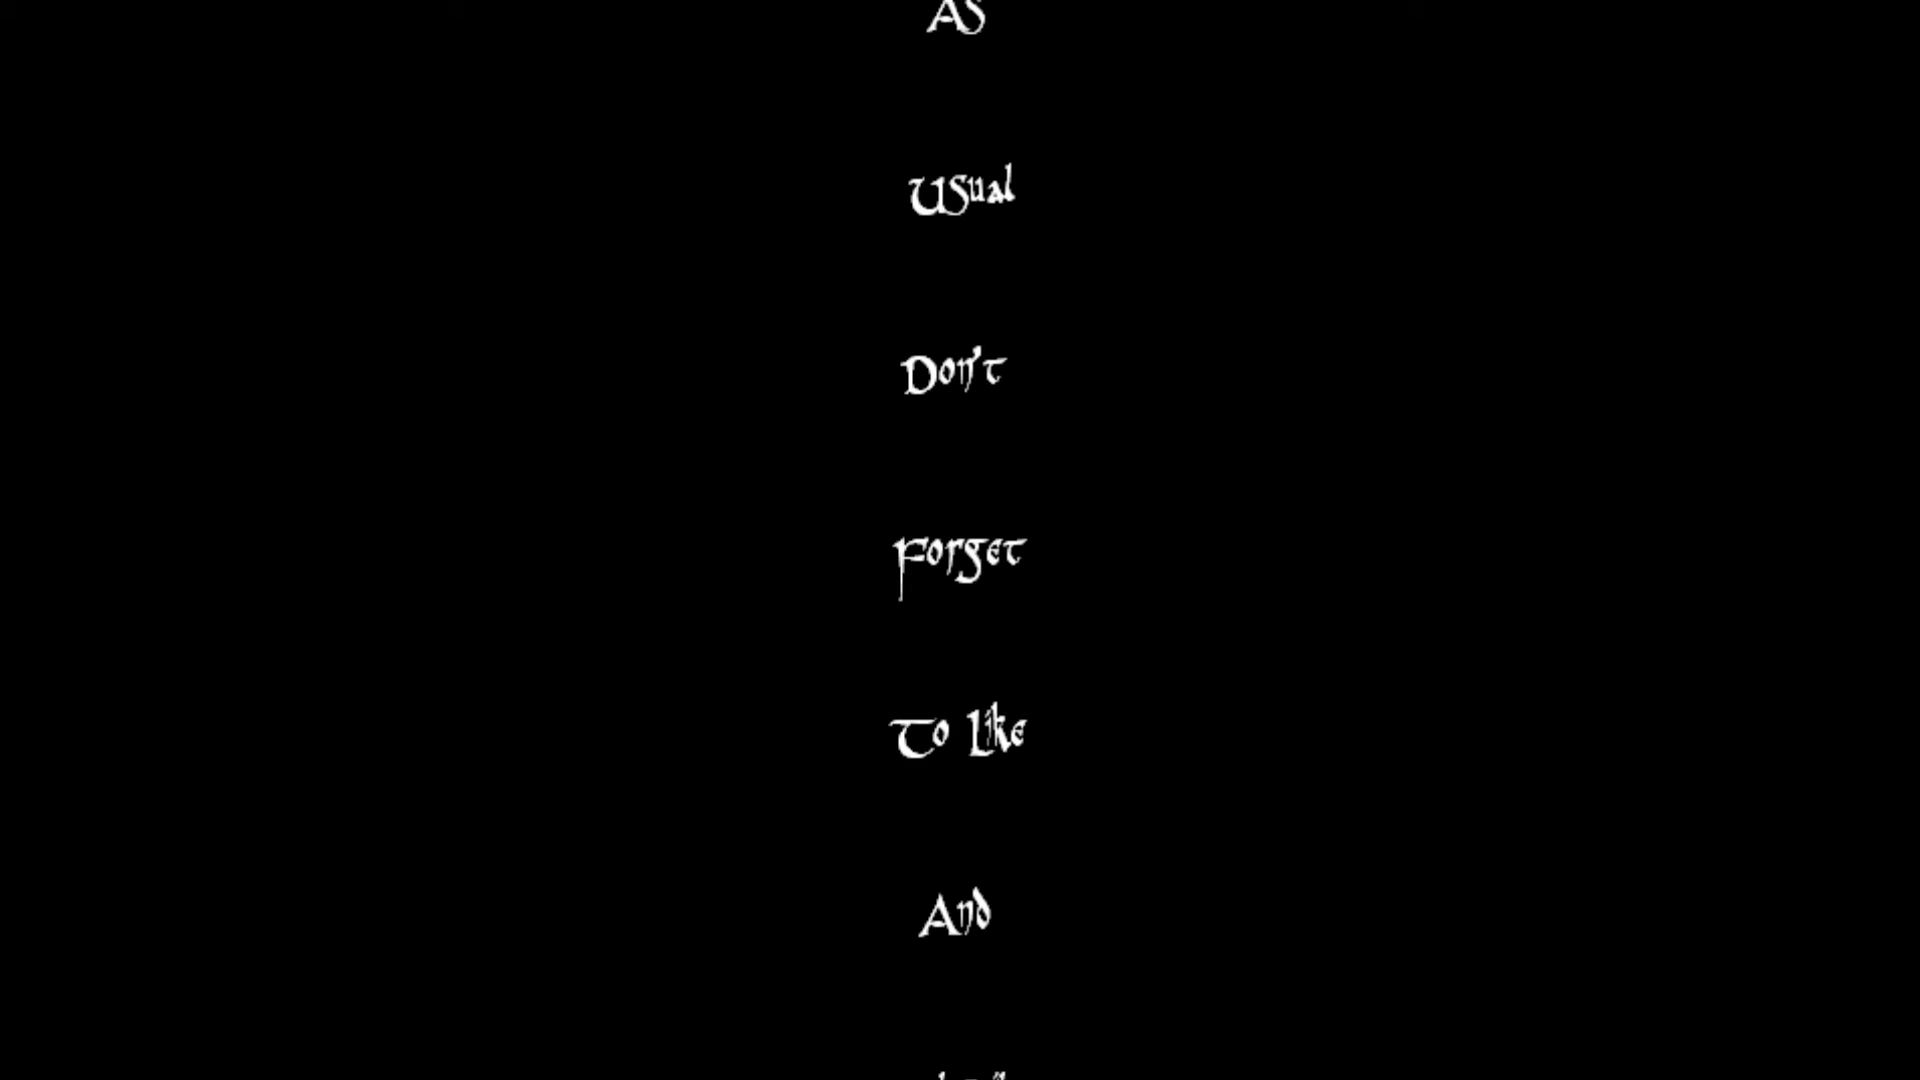 As
Usual
Don't
Forget
To Like
And